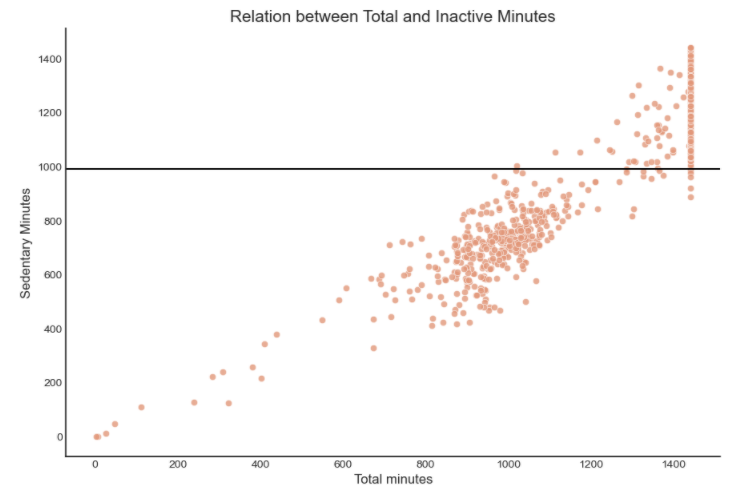 Relation between Total and Inactive Minutes
1400
1200
1000
800
600
400
200
0
Sedentary Minutes
0 200 400 600 800 1000 1200 1400
Total minutes